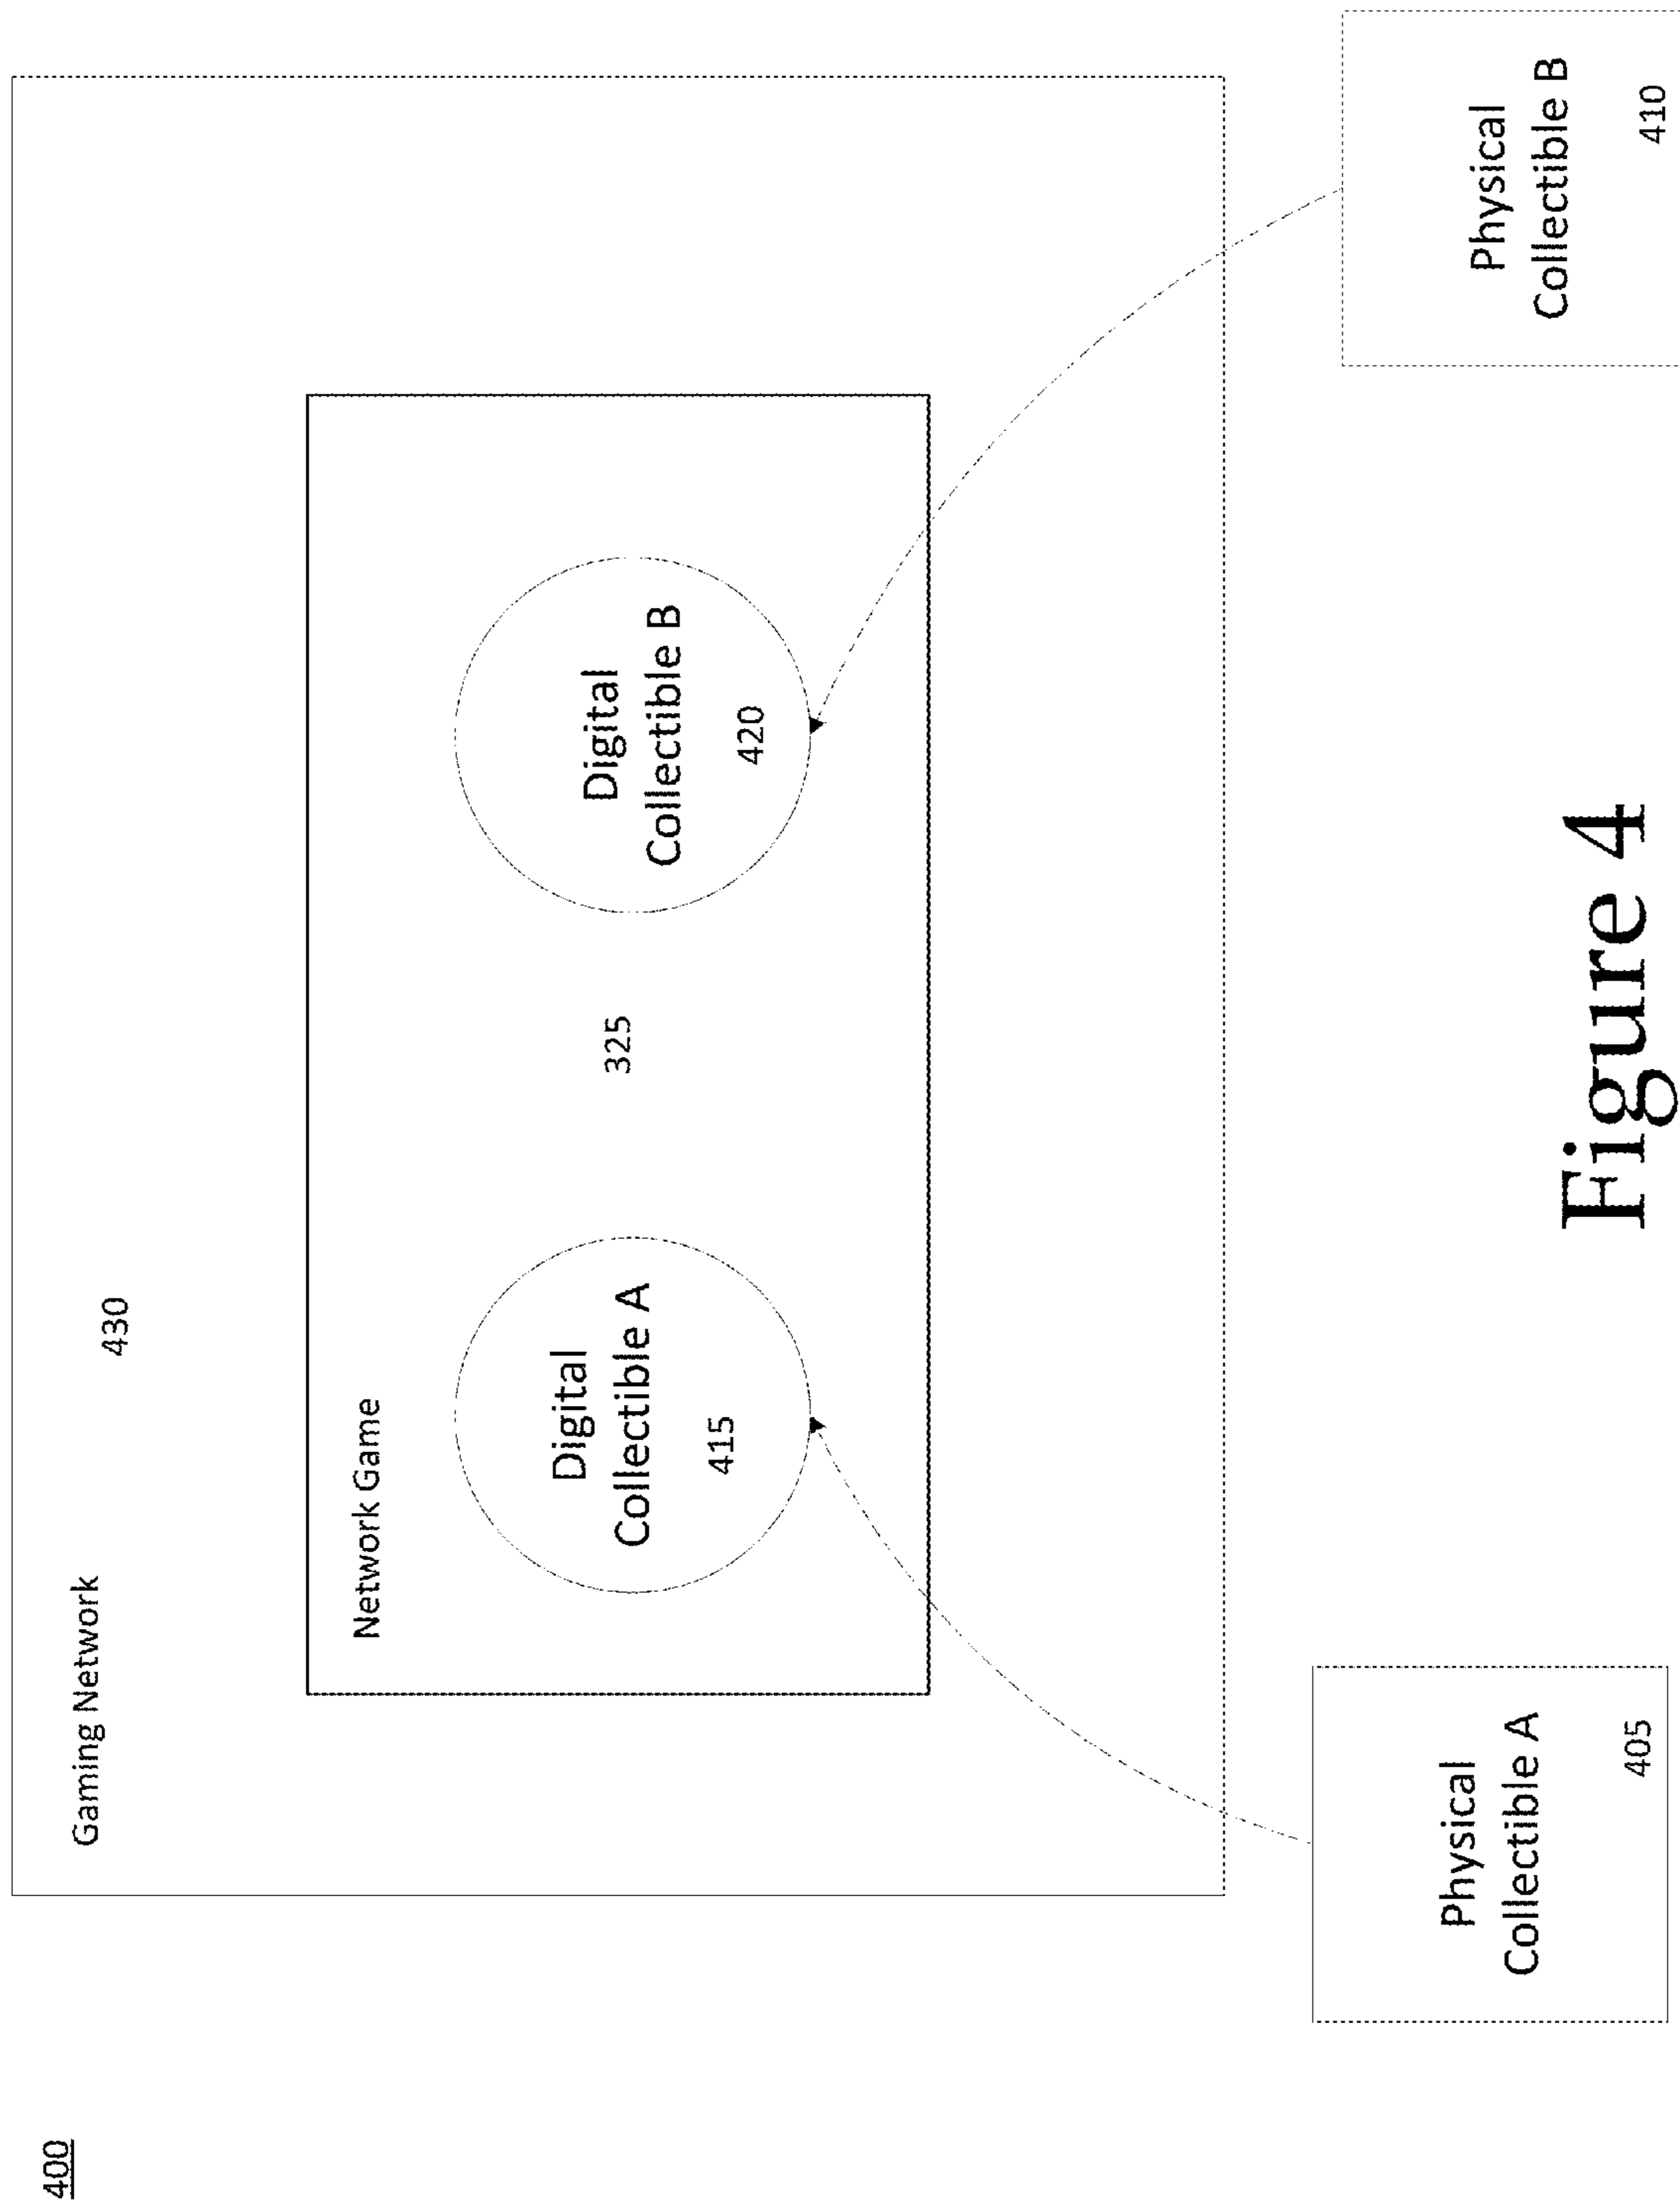 400
Gaming Network
430
Network Game
Digital
Collectible A
415
325
Digital
Collectible B
420
Physical
Collectible A
405
Physical
Collectible B
410
Figure 4